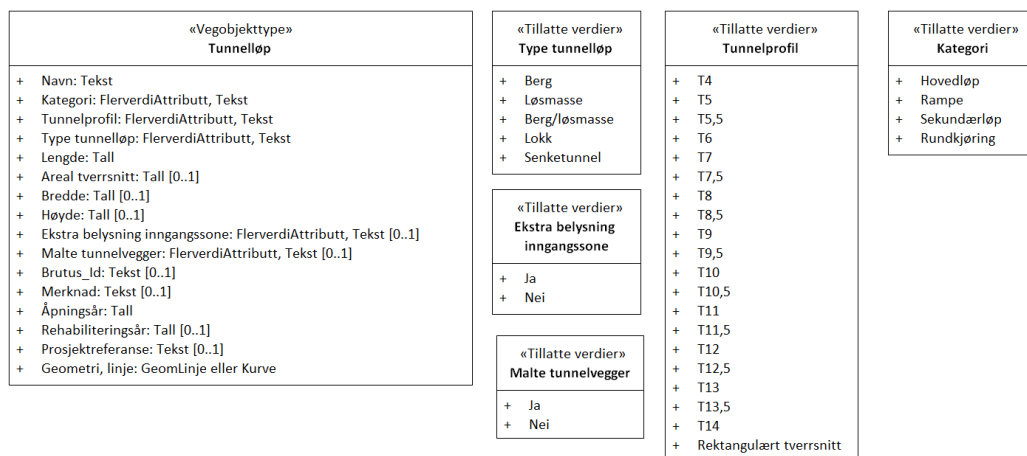 «Vegobjekttype»
Tunnelløp
+ Navn: Tekst
+ Kategori: FlerverdiAttributt, Tekst
+ Tunnelprofil: FlerverdiAttributt, Tekst
+ Type tunnelløp: FlerverdiAttributt, Tekst
+ Lengde: Tall
+ Areal tverrsnitt: Tall [0..1]
+ Bredde: Tall [0..1]
+ Høyde: Tall [0..1]
+ Ekstra belysning inngangssone: FlerverdiAttributt, Tekst [0..1]
+ Malte tunnelvegger: FlerverdiAttributt, Tekst [0..1]
+ Brutus_Id: Tekst [0..1]
+ Merknad: Tekst [0..1]
+ Åpningsår: Tall
+ Rehabiliteringsår: Tall [0..1]
+ Prosjektreferanse: Tekst [0..1]
+ Geometri, linje: GeomLinje eller Kurve
«Tillatte verdier»
Type tunnelløp
+ Berg
+ Løsmasse
+ Berg/løsmasse
+ Lokk
+ Senketunnel
«Tillatte verdier»
Ekstra belysning
inngangssone
+ Ja
+ Nei
«Tillatte verdier»
Malte tunnelvegger
+ Ja
+ Nei
«Tillatte verdier»
Tunnelprofil
+ T4
+ T5
+ T5,5
+ T6
+ T7
+ T7,5
+ T8
+ T8,5
+ T9
+ T9,5
+ T10
+ T10,5
+ T11
+ T11,5
+ T12
+ T12,5
+ T13
+ T13,5
+ T14
+ Rektangulært tverrsnitt
«Tillatte verdier»
Kategori
+ Hovedløp
+ Rampe
+ Sekundærløp
+ Rundkjøring